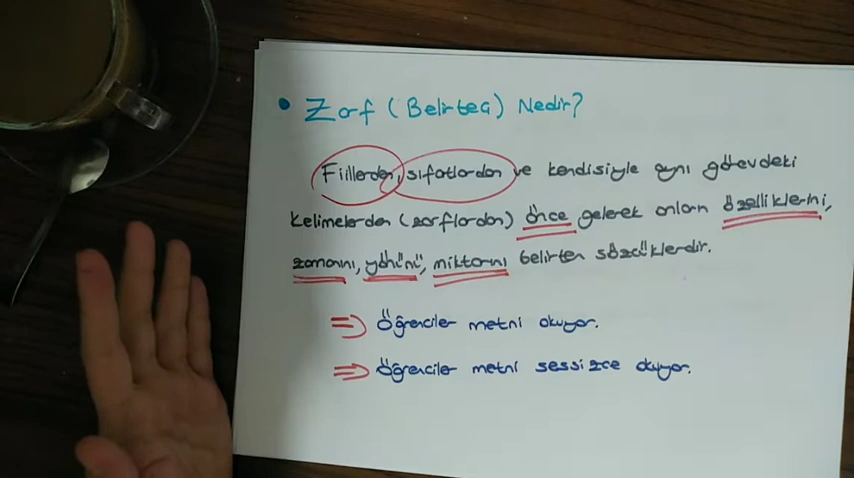 • Zarf (Belirteç) Nedir?
Fiillerden, sıfatlardan ve kendisiyle aynı görevdeki
kelimelerden (zarflardan) önce gelerek onların özelliklerini,
zamanını, yönünü, miktarını belirten sözcüklerdir.
⇒ Öğrenciler metni okuyor.
⇒ Öğrenciler metni sessizce okuyor.